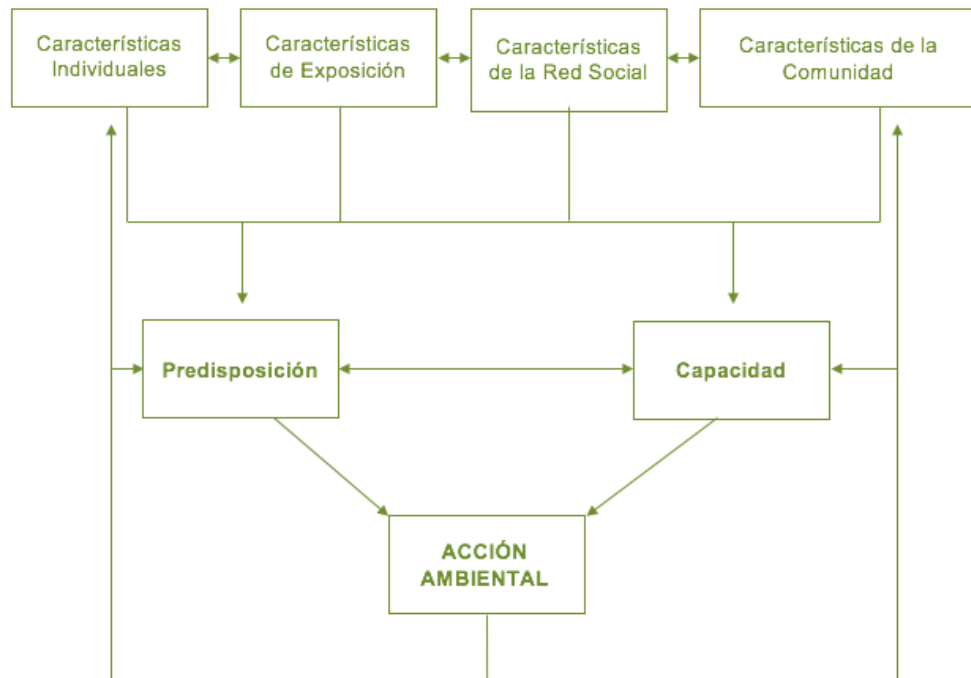 Características
Individuales
Características
de Exposición
Características
de la Red Social
Características de la
Comunidad
Predisposición
Capacidad
ACCIÓN
AMBIENTAL